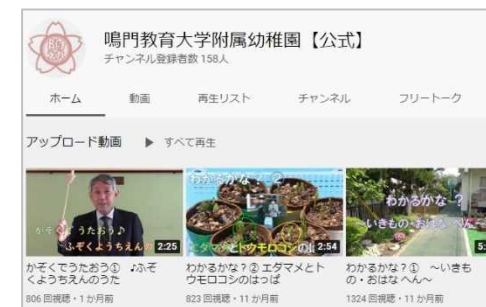 鳴門教育大学附属幼稚園【公式】
チャンネル登録者数 158人
ホーム 動画 再生リスト チャンネル フリートーク
アップロード動画 ▶ すべて再生
かぞくでうたおう♪
ふぞくようちえん
2:25
わかるかな?②
エダマメとトウモロコシの
2:54
わかるかな?
いきもの・おはなへん
かぞくでうたおう① ♪ふぞくようちえんのうた
806 回視聴・1 か月前
わかるかな?② エダマメとトウモロコシのはっぱ
823 回視聴・11 か月前
わかるかな?① ～いきもの・おはな へん～
1324 回視聴・11 か月前